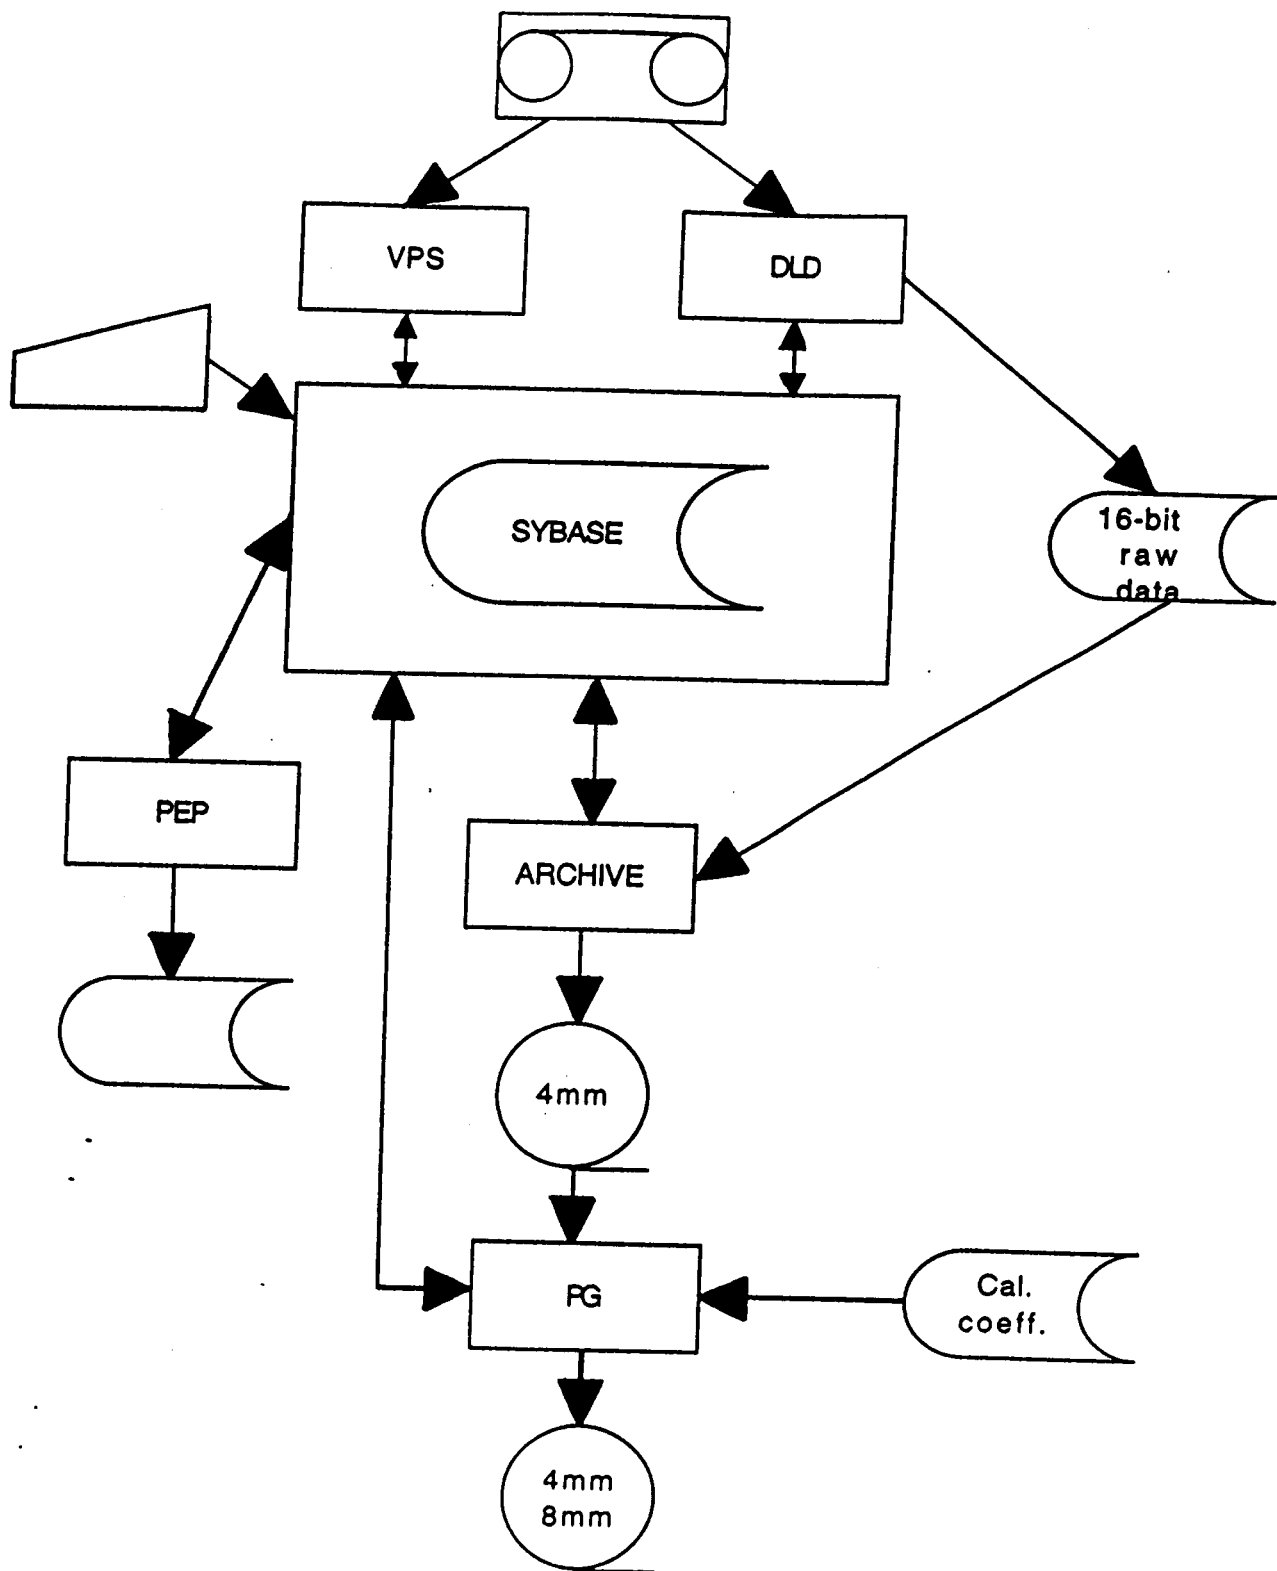 VPS
DLD
SYBASE
16-bit
raw
data
PEP
ARCHIVE
4mm
PG
Cal.
coeff.
4mm
8mm